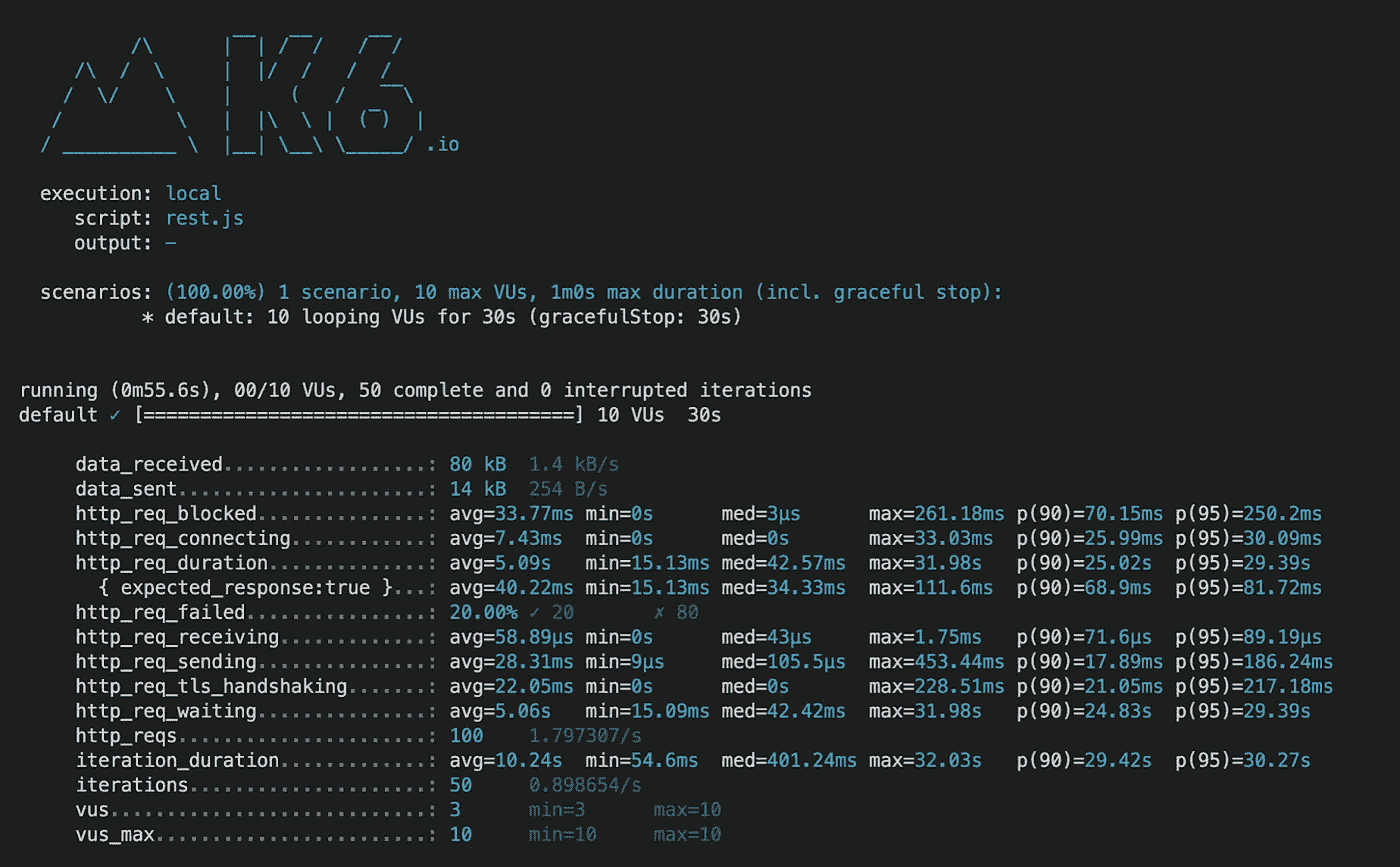 /\      |‾‾| /‾‾/   /‾‾/
     /\  /  \     |  |/  /   /  /
    /  \/    \    |     (   /   ‾‾\
   /          \   |  |\  \ |  (‾)  |
  / __________ \  |__| \__\ \_____/ .io
execution: local
script: rest.js
output: -
scenarios: (100.00%) 1 scenario, 10 max VUs, 1m0s max duration (incl. graceful stop):
* default: 10 looping VUs for 30s (gracefulStop: 30s)
running (0m55.6s), 00/10 VUs, 50 complete and 0 interrupted iterations
default ✓ [======================================] 10 VUs  30s
data_received..................: 80 kB  1.4 kB/s
data_sent......................: 14 kB  254 B/s
http_req_blocked...............: avg=33.77ms min=0s      med=3µs      max=261.18ms p(90)=70.15ms p(95)=250.2ms
http_req_connecting............: avg=7.43ms  min=0s      med=0s       max=33.03ms  p(90)=25.99ms p(95)=30.09ms
http_req_duration..............: avg=5.09s   min=15.13ms med=42.57ms  max=31.98s   p(90)=25.02s  p(95)=29.39s
{ expected_response:true }...: avg=40.22ms min=15.13ms med=34.33ms  max=111.6ms  p(90)=68.9ms  p(95)=81.72ms
http_req_failed................: 20.00% ✓ 20       ✗ 80
http_req_receiving.............: avg=58.89µs min=0s      med=43µs     max=1.75ms   p(90)=71.6µs  p(95)=89.19µs
http_req_sending...............: avg=28.31ms min=9µs     med=105.5µs  max=453.44ms p(90)=17.89ms p(95)=186.24ms
http_req_tls_handshaking.......: avg=22.05ms min=0s      med=0s       max=228.51ms p(90)=21.05ms p(95)=217.18ms
http_req_waiting...............: avg=5.06s   min=15.09ms med=42.42ms  max=31.98s   p(90)=24.83s  p(95)=29.39s
http_reqs......................: 100    1.797307/s
iteration_duration.............: avg=10.24s  min=54.6ms  med=401.24ms max=32.03s   p(90)=29.42s  p(95)=30.27s
iterations.....................: 50     0.898654/s
vus............................: 3      min=3      max=10
vus_max........................: 10     min=10     max=10